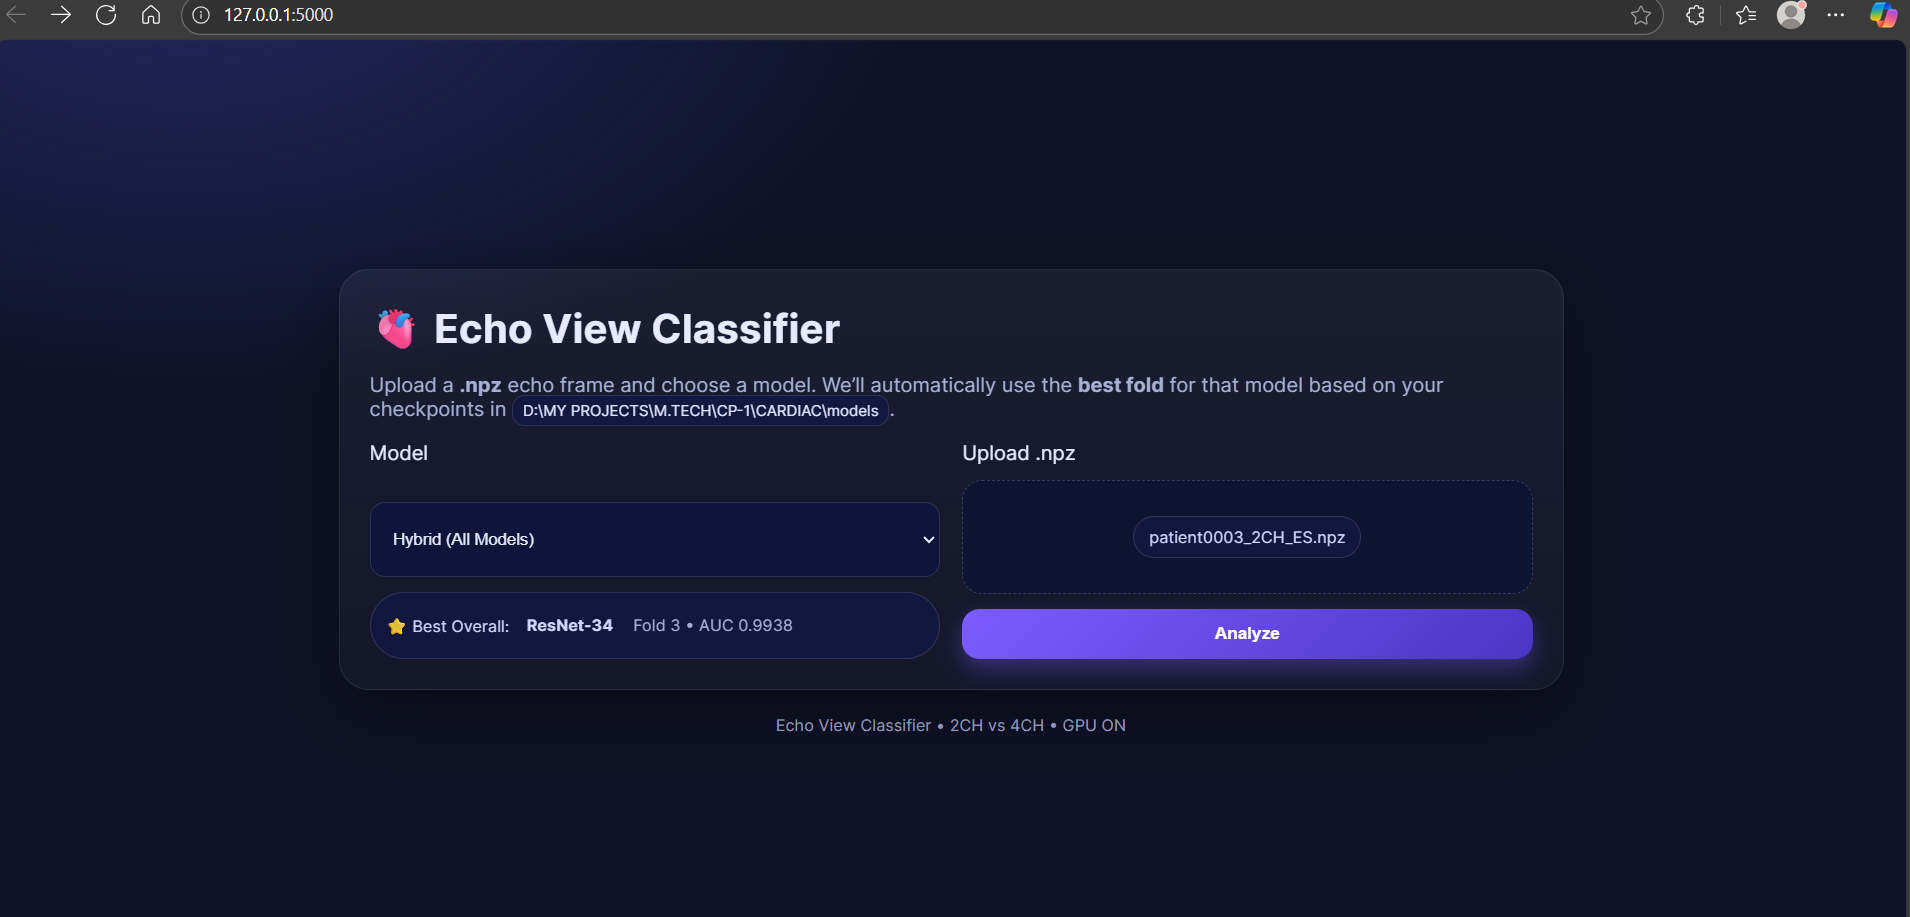 127.0.0.1:5000
Echo View Classifier
Upload a .npz echo frame and choose a model. We’ll automatically use the best fold for that model based on your
checkpoints in D:\MY PROJECTS\M.TECH\CP-1\CARDIAC\models .
Model
Upload .npz
Hybrid (All Models)
patient0003_2CH_ES.npz
Best Overall: ResNet-34 Fold 3 • AUC 0.9938
Analyze
Echo View Classifier • 2CH vs 4CH • GPU ON